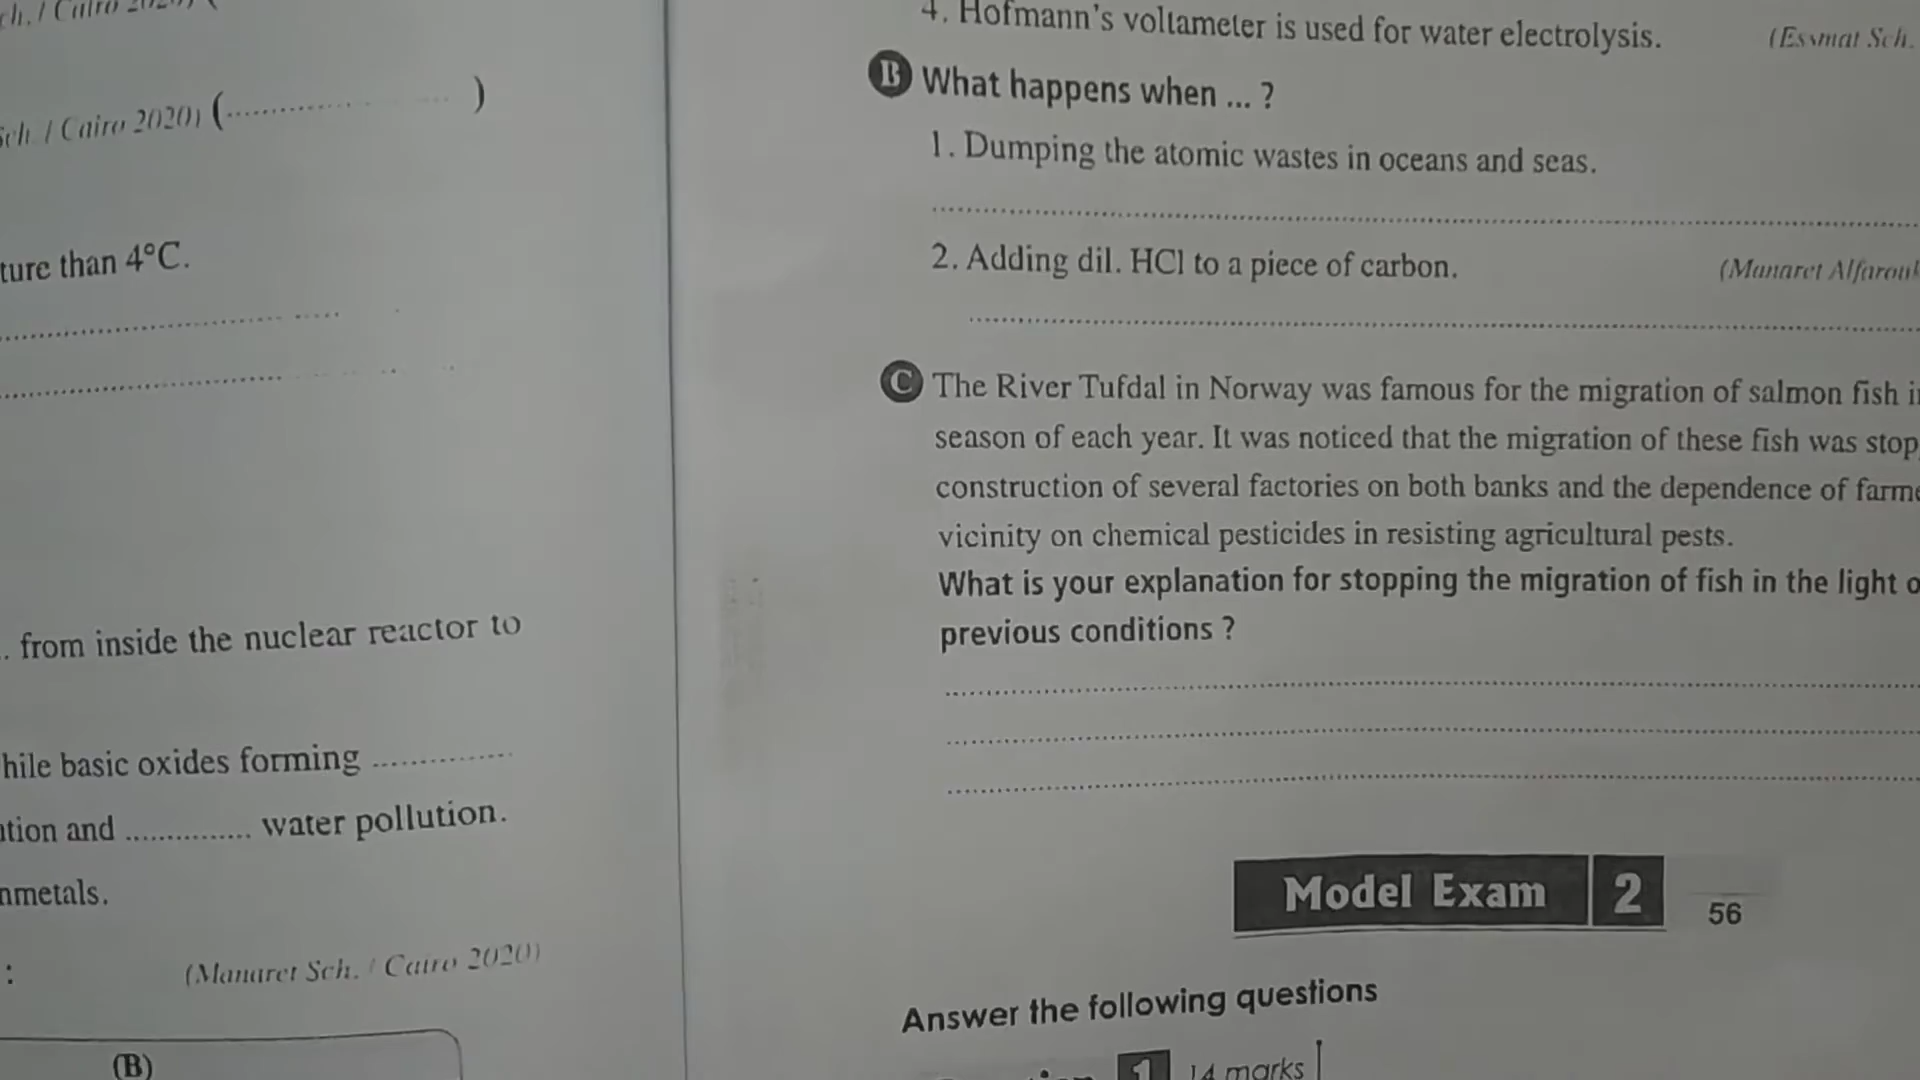 Sch. / Cairo 2020) (.................... )
ture than 4°C.
. from inside the nuclear reactor to
hile basic oxides forming ..............
tion and .............. water pollution.
nmetals.
: (Manaret Sch. / Cairo 2020)
(B)
4. Hofmann's voltameter is used for water electrolysis. (Essmat Sch.
B What happens when ... ?
1. Dumping the atomic wastes in oceans and seas.
2. Adding dil. HCl to a piece of carbon. (Manaret Alfarouk
C The River Tufdal in Norway was famous for the migration of salmon fish i
season of each year. It was noticed that the migration of these fish was stop
construction of several factories on both banks and the dependence of farme
vicinity on chemical pesticides in resisting agricultural pests.
What is your explanation for stopping the migration of fish in the light o
previous conditions ?
Model Exam 2 56
Answer the following questions
1 14 marks